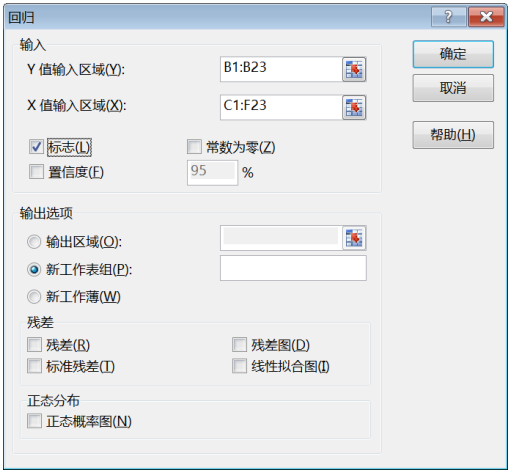 回归
输入
Y 值输入区域(Y):
B1:B23
X 值输入区域(X):
C1:F23
标志(L)
常数为零(Z)
置信度(F)
95 %
确定
取消
帮助(H)
输出选项
输出区域(O):
新工作表组(P):
新工作薄(W)
残差
残差(R)
残差图(D)
标准残差(T)
线性拟合图(I)
正态分布
正态概率图(N)